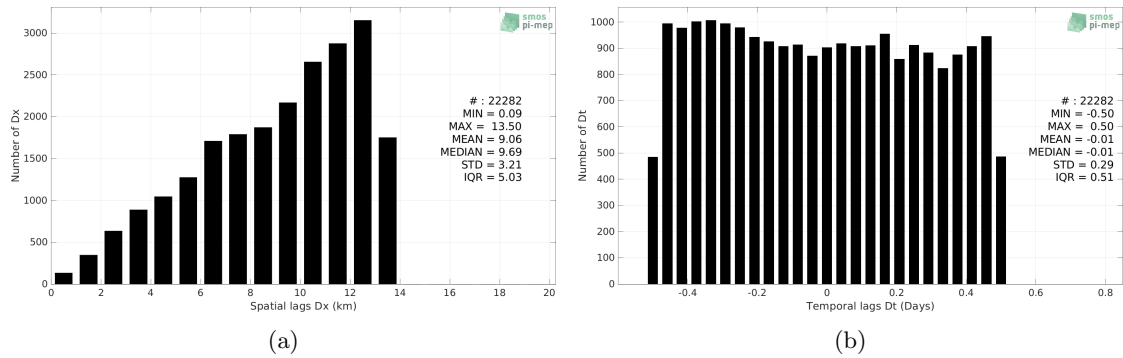 3000
2500
2000
1500
1000
500
0
Number of Dx
smos
pi-mep
# : 22282
MIN = 0.09
MAX = 13.50
MEAN = 9.06
MEDIAN = 9.69
STD = 3.21
IQR = 5.03
0 2 4 6 8 10 12 14 16 18 20
Spatial lags Dx (km)
(a)
1000
900
800
700
600
500
400
300
200
100
0
Number of Dt
smos
pi-mep
# : 22282
MIN = -0.50
MAX = 0.50
MEAN = -0.01
MEDIAN = -0.01
STD = 0.29
IQR = 0.51
-0.4 -0.2 0 0.2 0.4 0.6 0.8
Temporal lags Dt (Days)
(b)